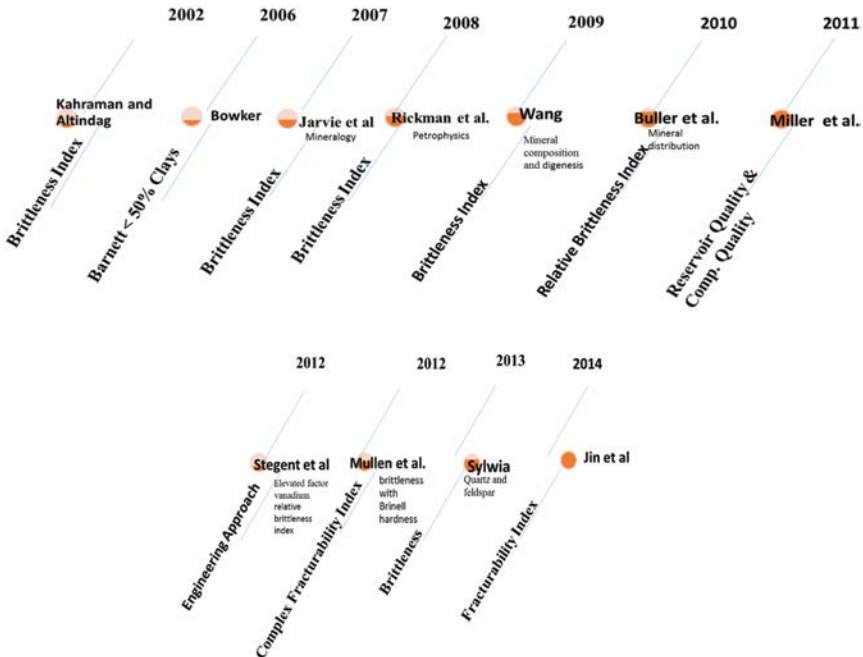 2002
2006
2007
2008
2009
2010
2011
Kahraman and
Altindag
Bowker
Jarvie et al
Mineralogy
Rickman et al.
Petrophysics
Wang
Mineral
composition
and digenesis
Buller et al.
Mineral
distribution
Miller et al.
Brittleness Index
Barnett < 50% Clays
Brittleness Index
Brittleness Index
Brittleness Index
Relative Brittleness Index
Reservoir Quality &
Comp. Quality
2012
2012
2013
2014
Stegent et al
Elevated factor
vanadium
relative
brittleness
index
Mullen et al.
brittleness
with
Brinell
hardness
Sylwia
Quartz and
feldspar
Jin et al
Engineering Approach
Complex Fracturability Index
Brittleness
Fracturability Index